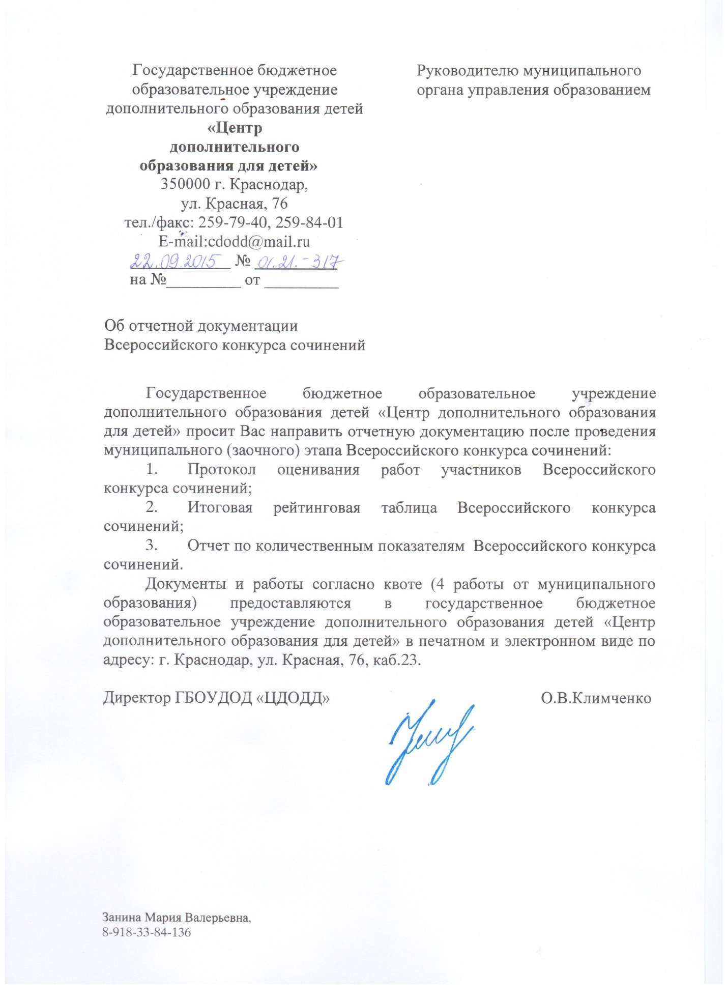 Государственное бюджетное
образовательное учреждение
дополнительного образования детей
«Центр
дополнительного
образования для детей»
350000 г. Краснодар,
ул. Красная, 76
тел./факс: 259-79-40, 259-84-01
E-mail:cdodd@mail.ru
22.09.2015 № 01.21.-317
на №_________ от _________
Руководителю муниципального
органа управления образованием
Об отчетной документации
Всероссийского конкурса сочинений
Государственное бюджетное образовательное учреждение
дополнительного образования детей «Центр дополнительного образования
для детей» просит Вас направить отчетную документацию после проведения
муниципального (заочного) этапа Всероссийского конкурса сочинений:
1. Протокол оценивания работ участников Всероссийского
конкурса сочинений;
2. Итоговая рейтинговая таблица Всероссийского конкурса
сочинений;
3. Отчет по количественным показателям Всероссийского конкурса
сочинений.
Документы и работы согласно квоте (4 работы от муниципального
образования) предоставляются в государственное бюджетное
образовательное учреждение дополнительного образования детей «Центр
дополнительного образования для детей» в печатном и электронном виде по
адресу: г. Краснодар, ул. Красная, 76, каб.23.
Директор ГБОУДОД «ЦДОДД» О.В.Климченко
Занина Мария Валерьевна,
8-918-33-84-136